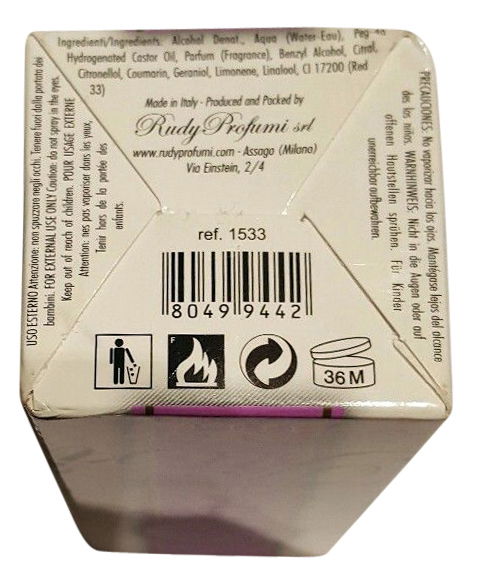 Ingredienti/Ingredients: Alcohol Denat., Aqua (Water-Eau), Peg 40
Hydrogenated Castor Oil, Parfum (Fragrance), Benzyl Alcohol, Citral,
Citronellol, Coumarin, Geraniol, Limonene, Linalool, CI 17200 (Red
33)
Made in Italy - Produced and Packed by
Rudy Profumi srl
www.rudyprofumi.com - Assago (Milano)
Via Einstein, 2/4
USO ESTERNO Attenzione: non spuzzare negli occhi. Tenere fuori dalla portata dei
bambini. FOR EXTERNAL USE ONLY Caution: do not spray in the eyes.
Keep out of reach of children. POUR USAGE EXTERNE
Attention: nes pas vaporiser dans les yeux,
Tenir hors de la portée des
enfants.
PRECAUCIONES: No vaporizar hacia los ojos. Manténgase lejos del alcance
des los niños. WARNHINWEIS: Nicht in die Augen oder auf
offenen Hautstellen sprühen. Für Kinder
unerreichbar aufbewahren.
ref. 1533
8049 9442
F
36 M